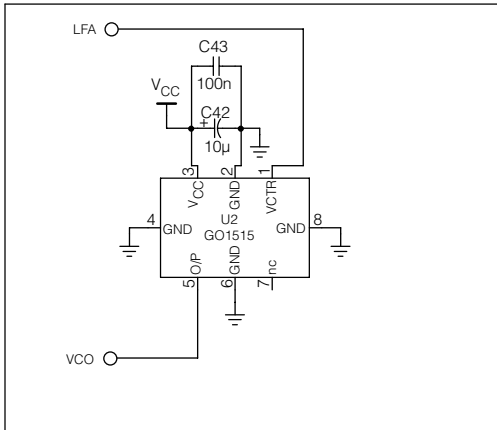 LFA
C43
100n
VCC
+
C42
10µ
3
2
1
VCC
GND
VCTR
U2
GO1515
4
GND
GND
8
O/P
GND
nc
5
6
7
VCO